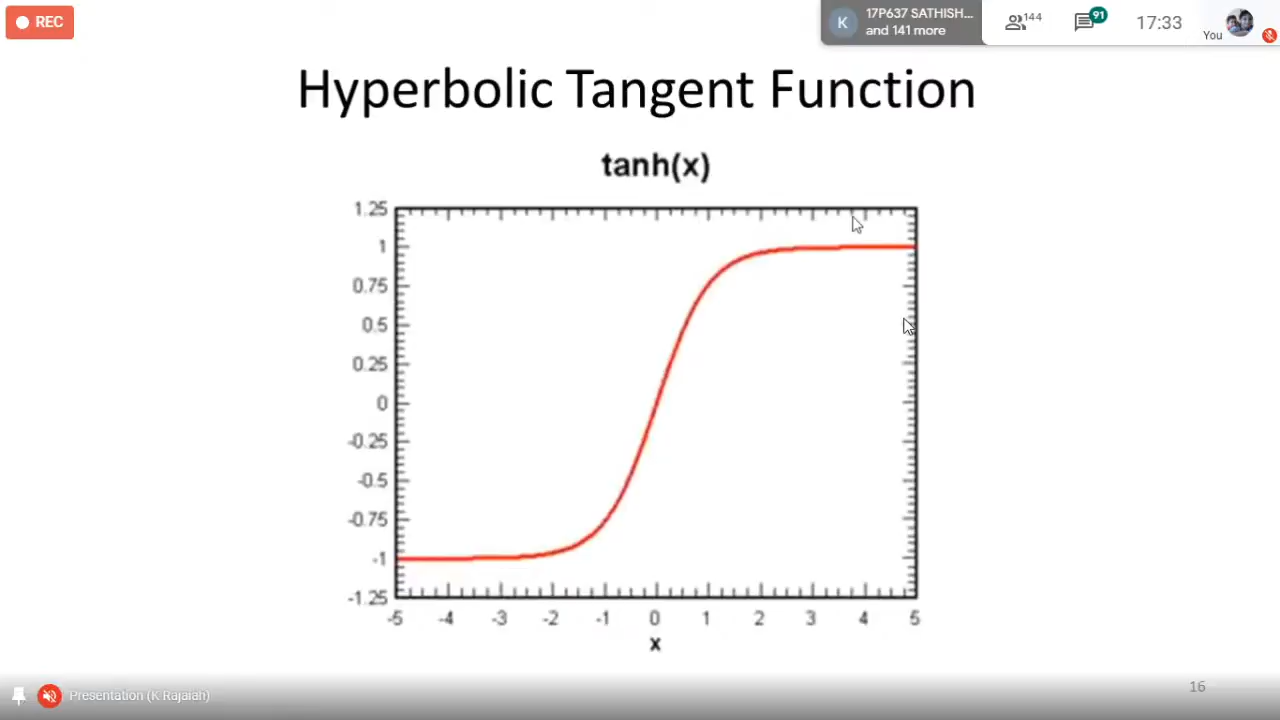 REC
K
17P637 SATHISH...
and 141 more
144
91
17:33
You
Hyperbolic Tangent Function
tanh(x)
1.25
1
0.75
0.5
0.25
0
-0.25
-0.5
-0.75
-1
-1.25
-5 -4 -3 -2 -1 0 1 2 3 4 5
x
16
Presentation (K Rajaiah)